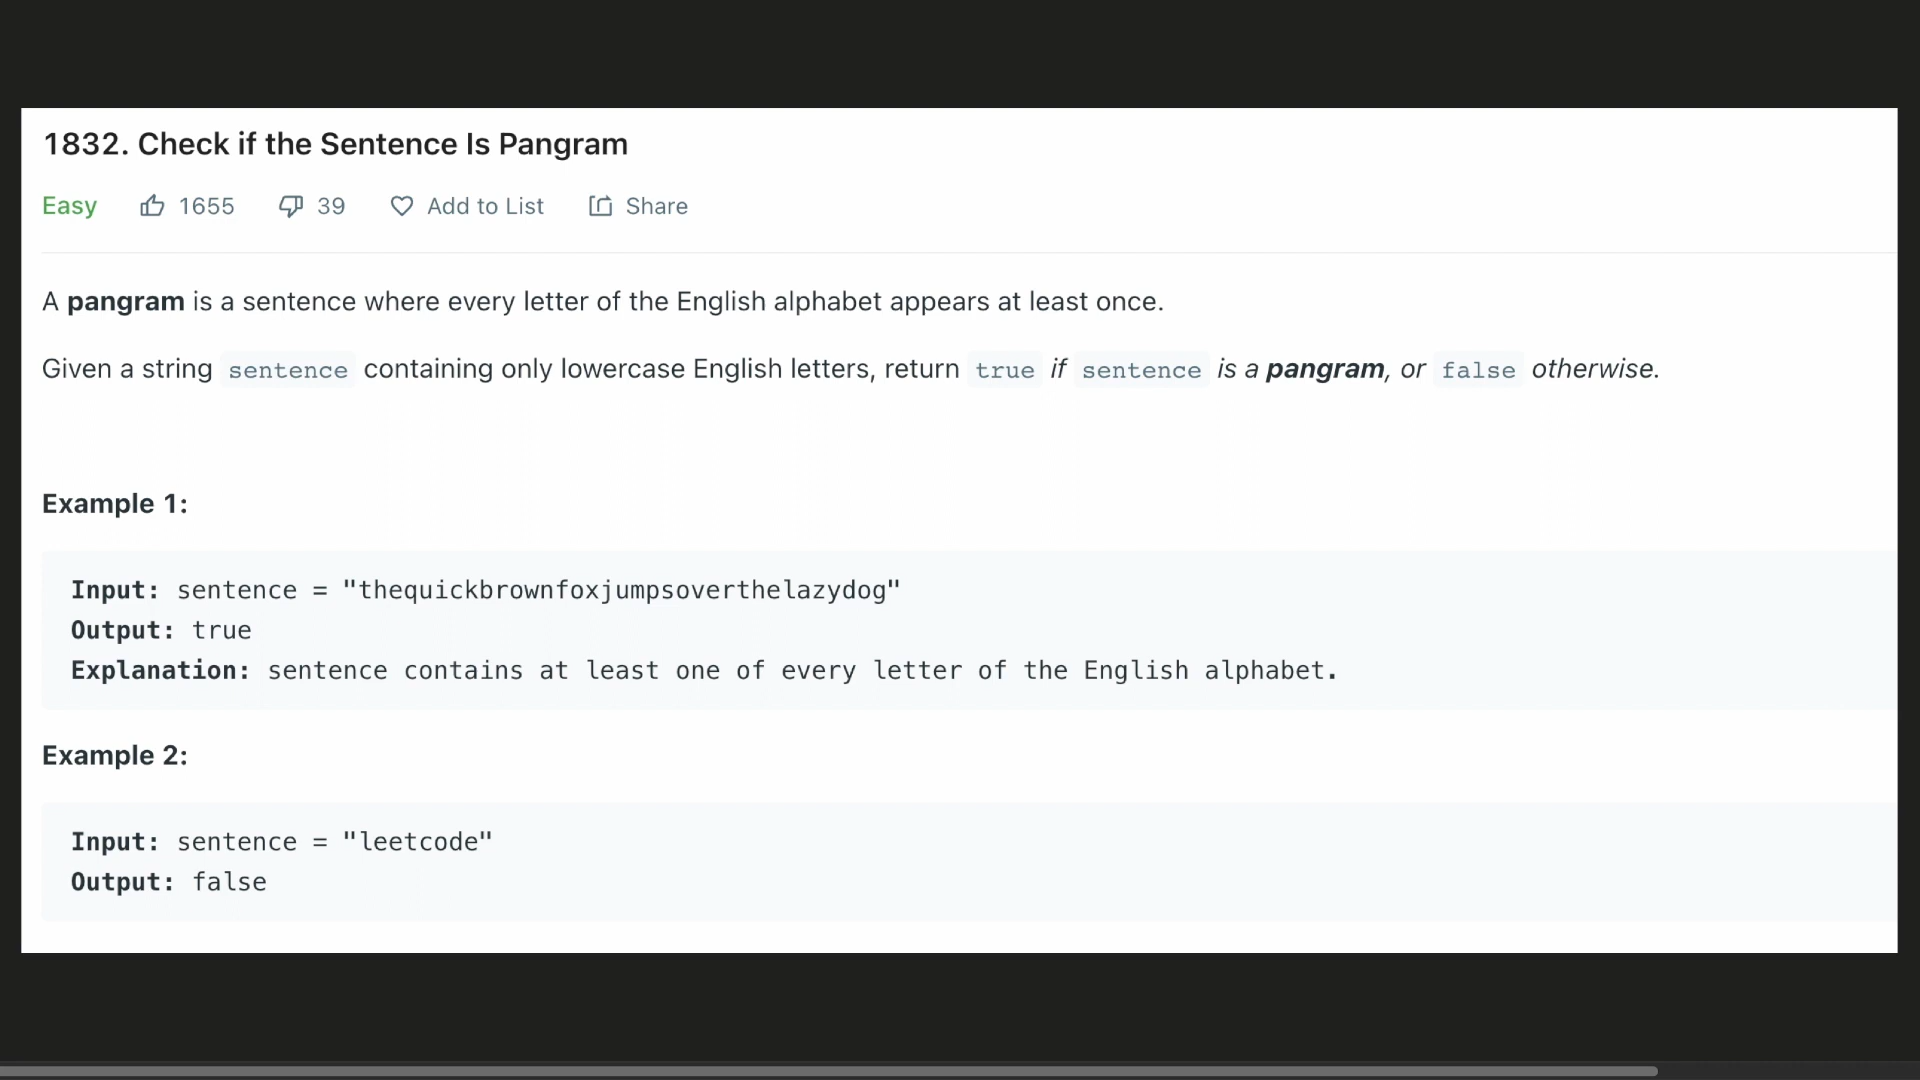 1832. Check if the Sentence Is Pangram
Easy 1655 39 Add to List Share
A pangram is a sentence where every letter of the English alphabet appears at least once.
Given a string sentence containing only lowercase English letters, return true if sentence is a pangram, or false otherwise.
Example 1:
Input: sentence = "thequickbrownfoxjumpsoverthelazydog"
Output: true
Explanation: sentence contains at least one of every letter of the English alphabet.
Example 2:
Input: sentence = "leetcode"
Output: false